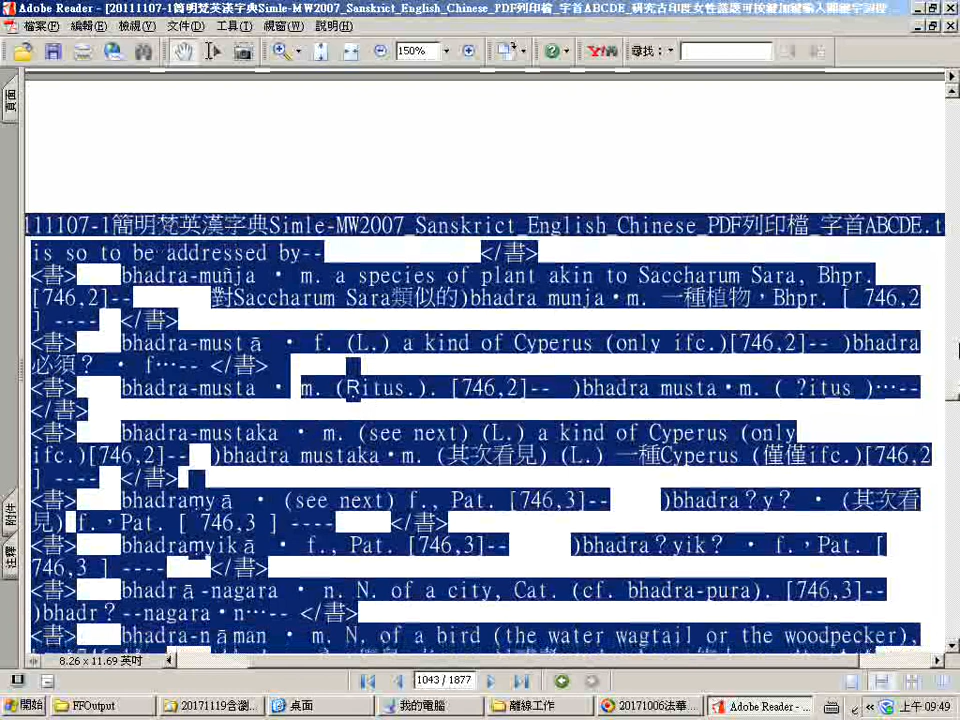 Adobe Reader - [20111107-1簡明梵英漢字典Simle-MW2007_Sanskrict_English_Chinese_PDF列印檔_字首ABCDE_研究古印度女性
檔案(F) 編輯(E) 檢視(V) 文件(D) 工具(T) 視窗(W) 說明(H)
150% 尋找:
頁面
111107-1簡明梵英漢字典Simle-MW2007_Sanskrict_English_Chinese_PDF列印檔_字首ABCDE.t
is so to be addressed by-- </書>
<書> bhadra-muñja ‧ m. a species of plant akin to Saccharum Sara, Bhpr.
[746,2]-- 對Saccharum Sara類似的)bhadra munja‧m. 一種植物，Bhpr. [ 746,2
] ---- </書>
<書> bhadra-mustā ‧ f. (L.) a kind of Cyperus (only ifc.)[746,2]-- )bhadra
必須？ ‧ f…-- </書>
<書> bhadra-musta ‧ m. (Ritus.). [746,2]-- )bhadra musta‧m. ( ?itus )…--
</書>
<書> bhadra-mustaka ‧ m. (see next) (L.) a kind of Cyperus (only
ifc.)[746,2]-- )bhadra mustaka‧m. (其次看見) (L.) 一種Cyperus (僅僅ifc.)[746,2
] ---- </書>
<書> bhadraṃyā ‧ (see next) f., Pat. [746,3]-- )bhadra？y？ ‧ (其次看
見) f.，Pat. [ 746,3 ] ---- </書>
<書> bhadraṃyikā ‧ f., Pat. [746,3]-- )bhadra？yik？ ‧ f.，Pat. [
746,3 ] ---- </書>
<書> bhadrā-nagara ‧ n. N. of a city, Cat. (cf. bhadra-pura). [746,3]--
)bhadr？--nagara‧n…-- </書>
<書> bhadra-nāman ‧ m. N. of a bird (the water wagtail or the woodpecker),
附件
注釋
8.26 x 11.69 英吋
1043 / 1877
開始 FFOutput 20171119含瀏... 桌面 我的電腦 離線工作 20171006法華... Adobe Reader - ... 上午 09:49